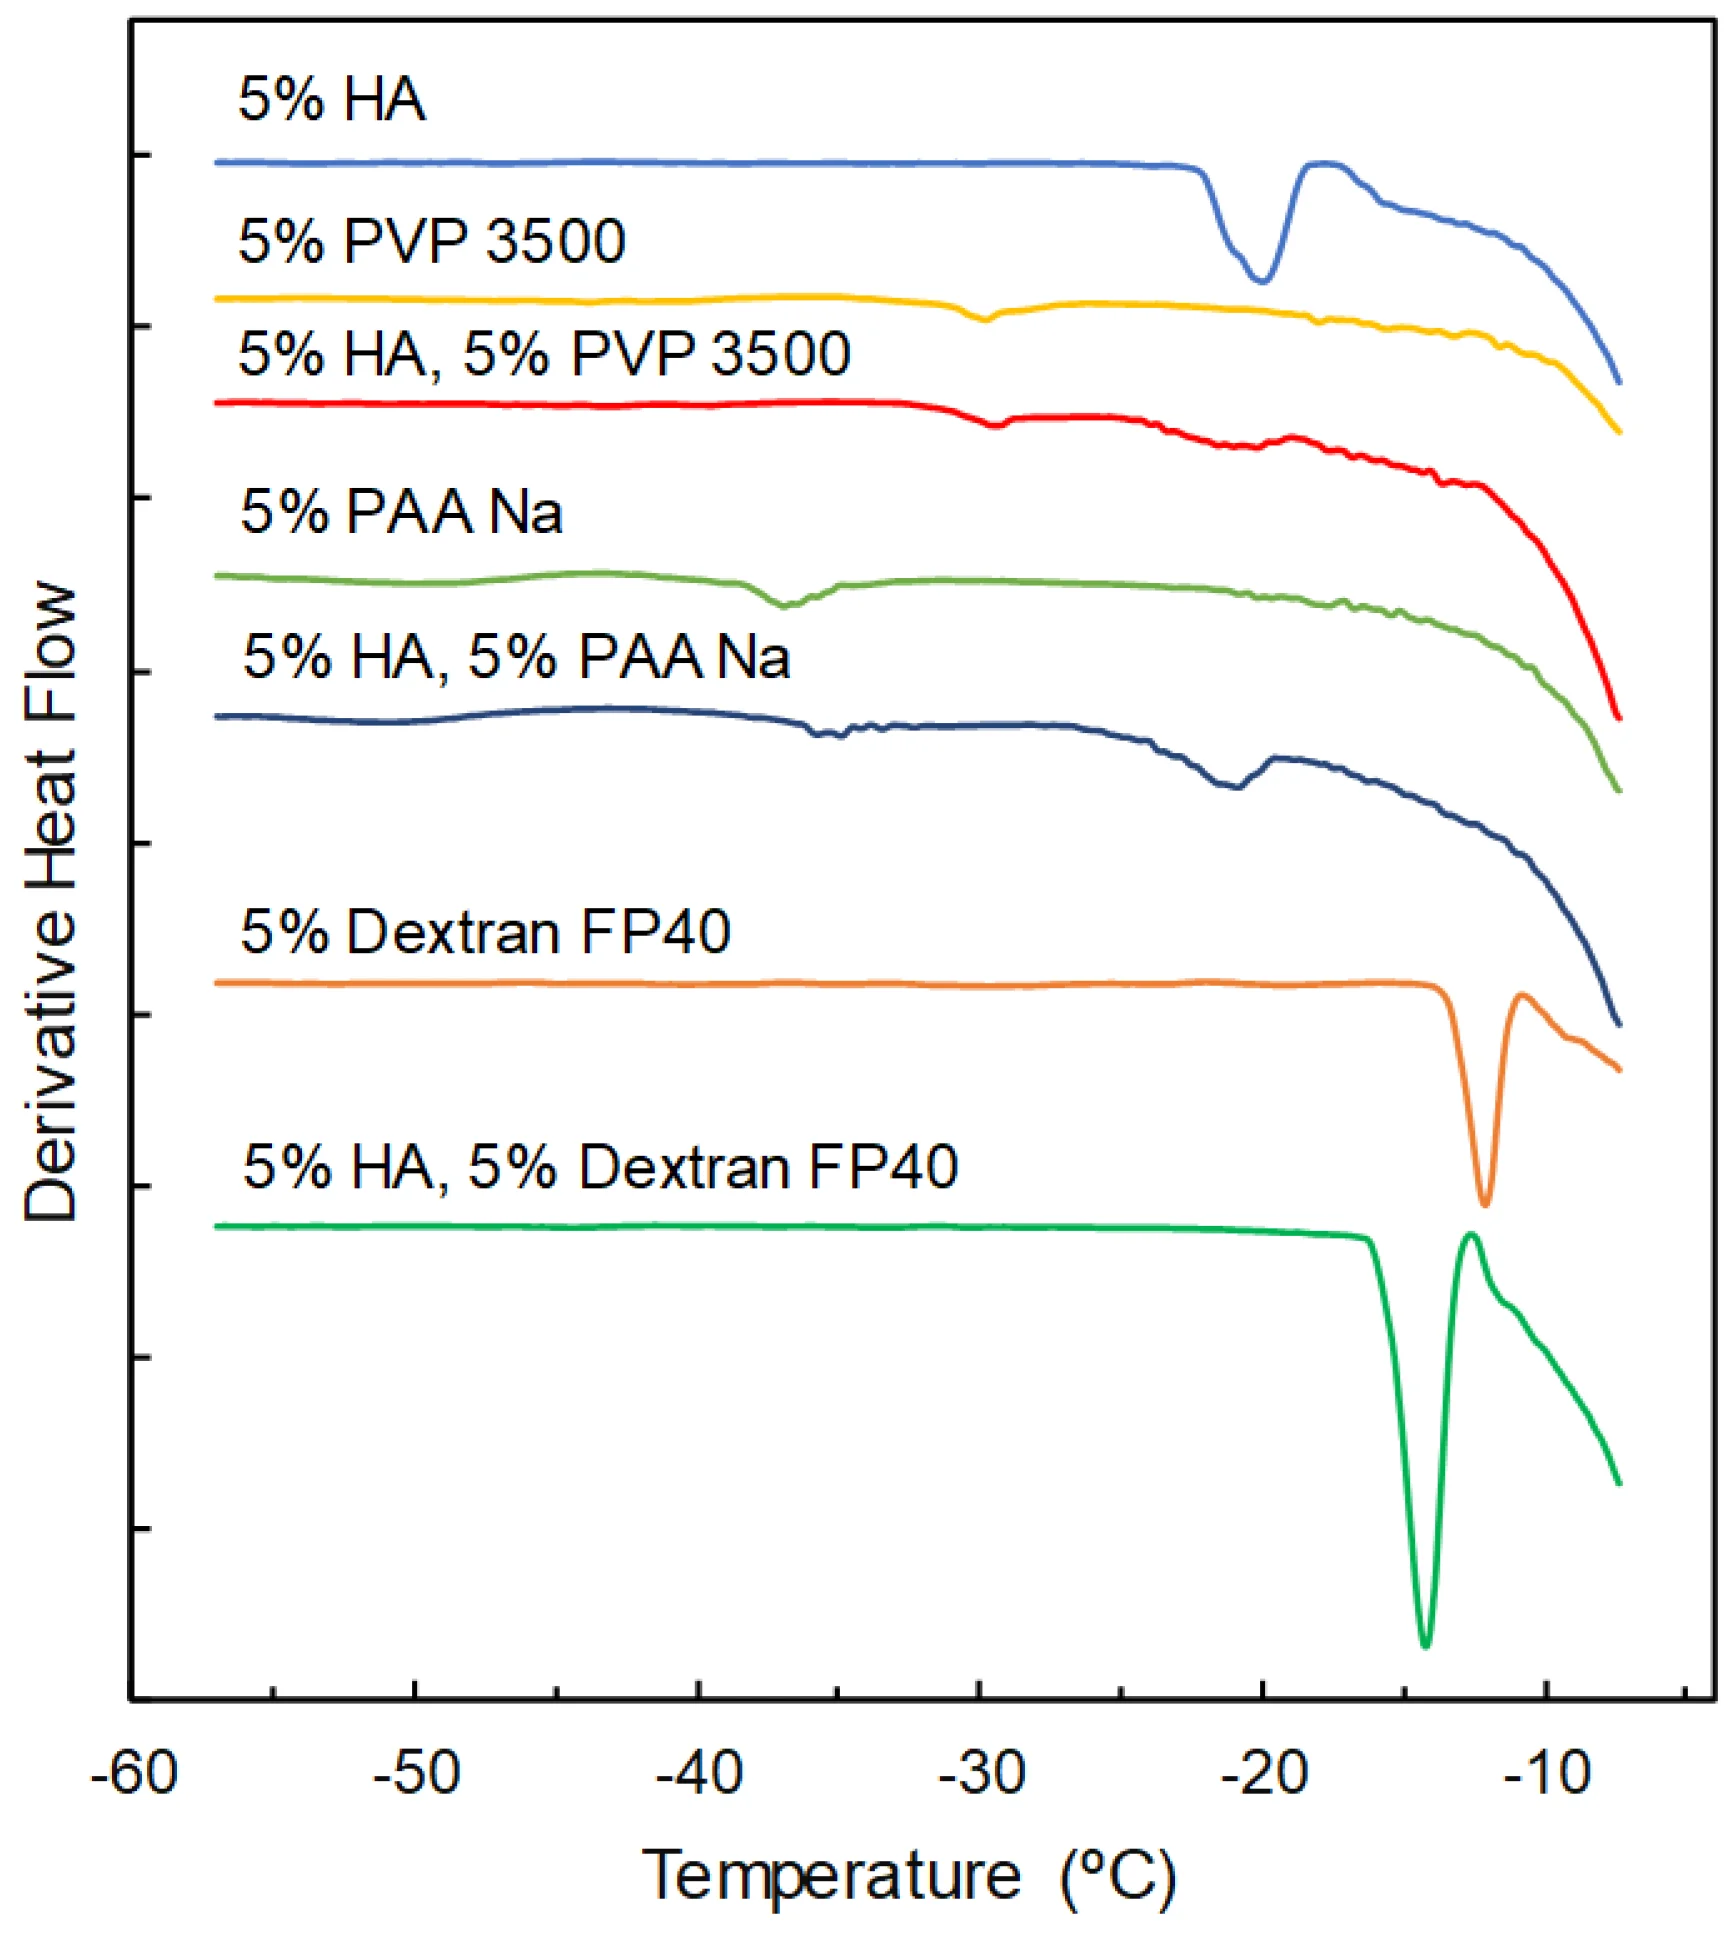 5% HA
5% PVP 3500
5% HA, 5% PVP 3500
5% PAA Na
5% HA, 5% PAA Na
5% Dextran FP40
5% HA, 5% Dextran FP40
Derivative Heat Flow
-60 -50 -40 -30 -20 -10
Temperature (ºC)